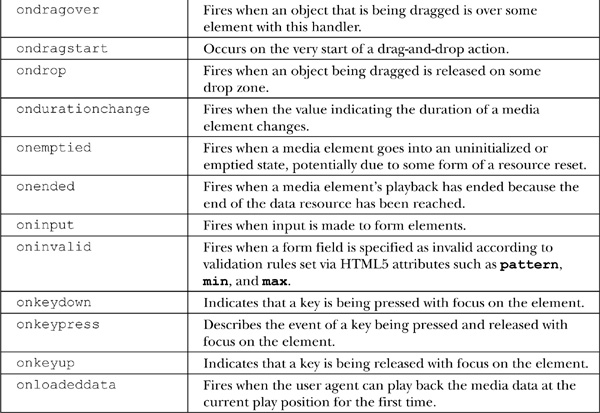 ondragover Fires when an object that is being dragged is over some
element with this handler.
ondragstart Occurs on the very start of a drag-and-drop action.
ondrop Fires when an object being dragged is released on some
drop zone.
ondurationchange Fires when the value indicating the duration of a media
element changes.
onemptied Fires when a media element goes into an uninitialized or
emptied state, potentially due to some form of a resource reset.
onended Fires when a media element's playback has ended because the
end of the data resource has been reached.
oninput Fires when input is made to form elements.
oninvalid Fires when a form field is specified as invalid according to
validation rules set via HTML5 attributes such as pattern,
min, and max.
onkeydown Indicates that a key is being pressed with focus on the element.
onkeypress Describes the event of a key being pressed and released with
focus on the element.
onkeyup Indicates that a key is being released with focus on the element.
onloadeddata Fires when the user agent can play back the media data at the
current play position for the first time.